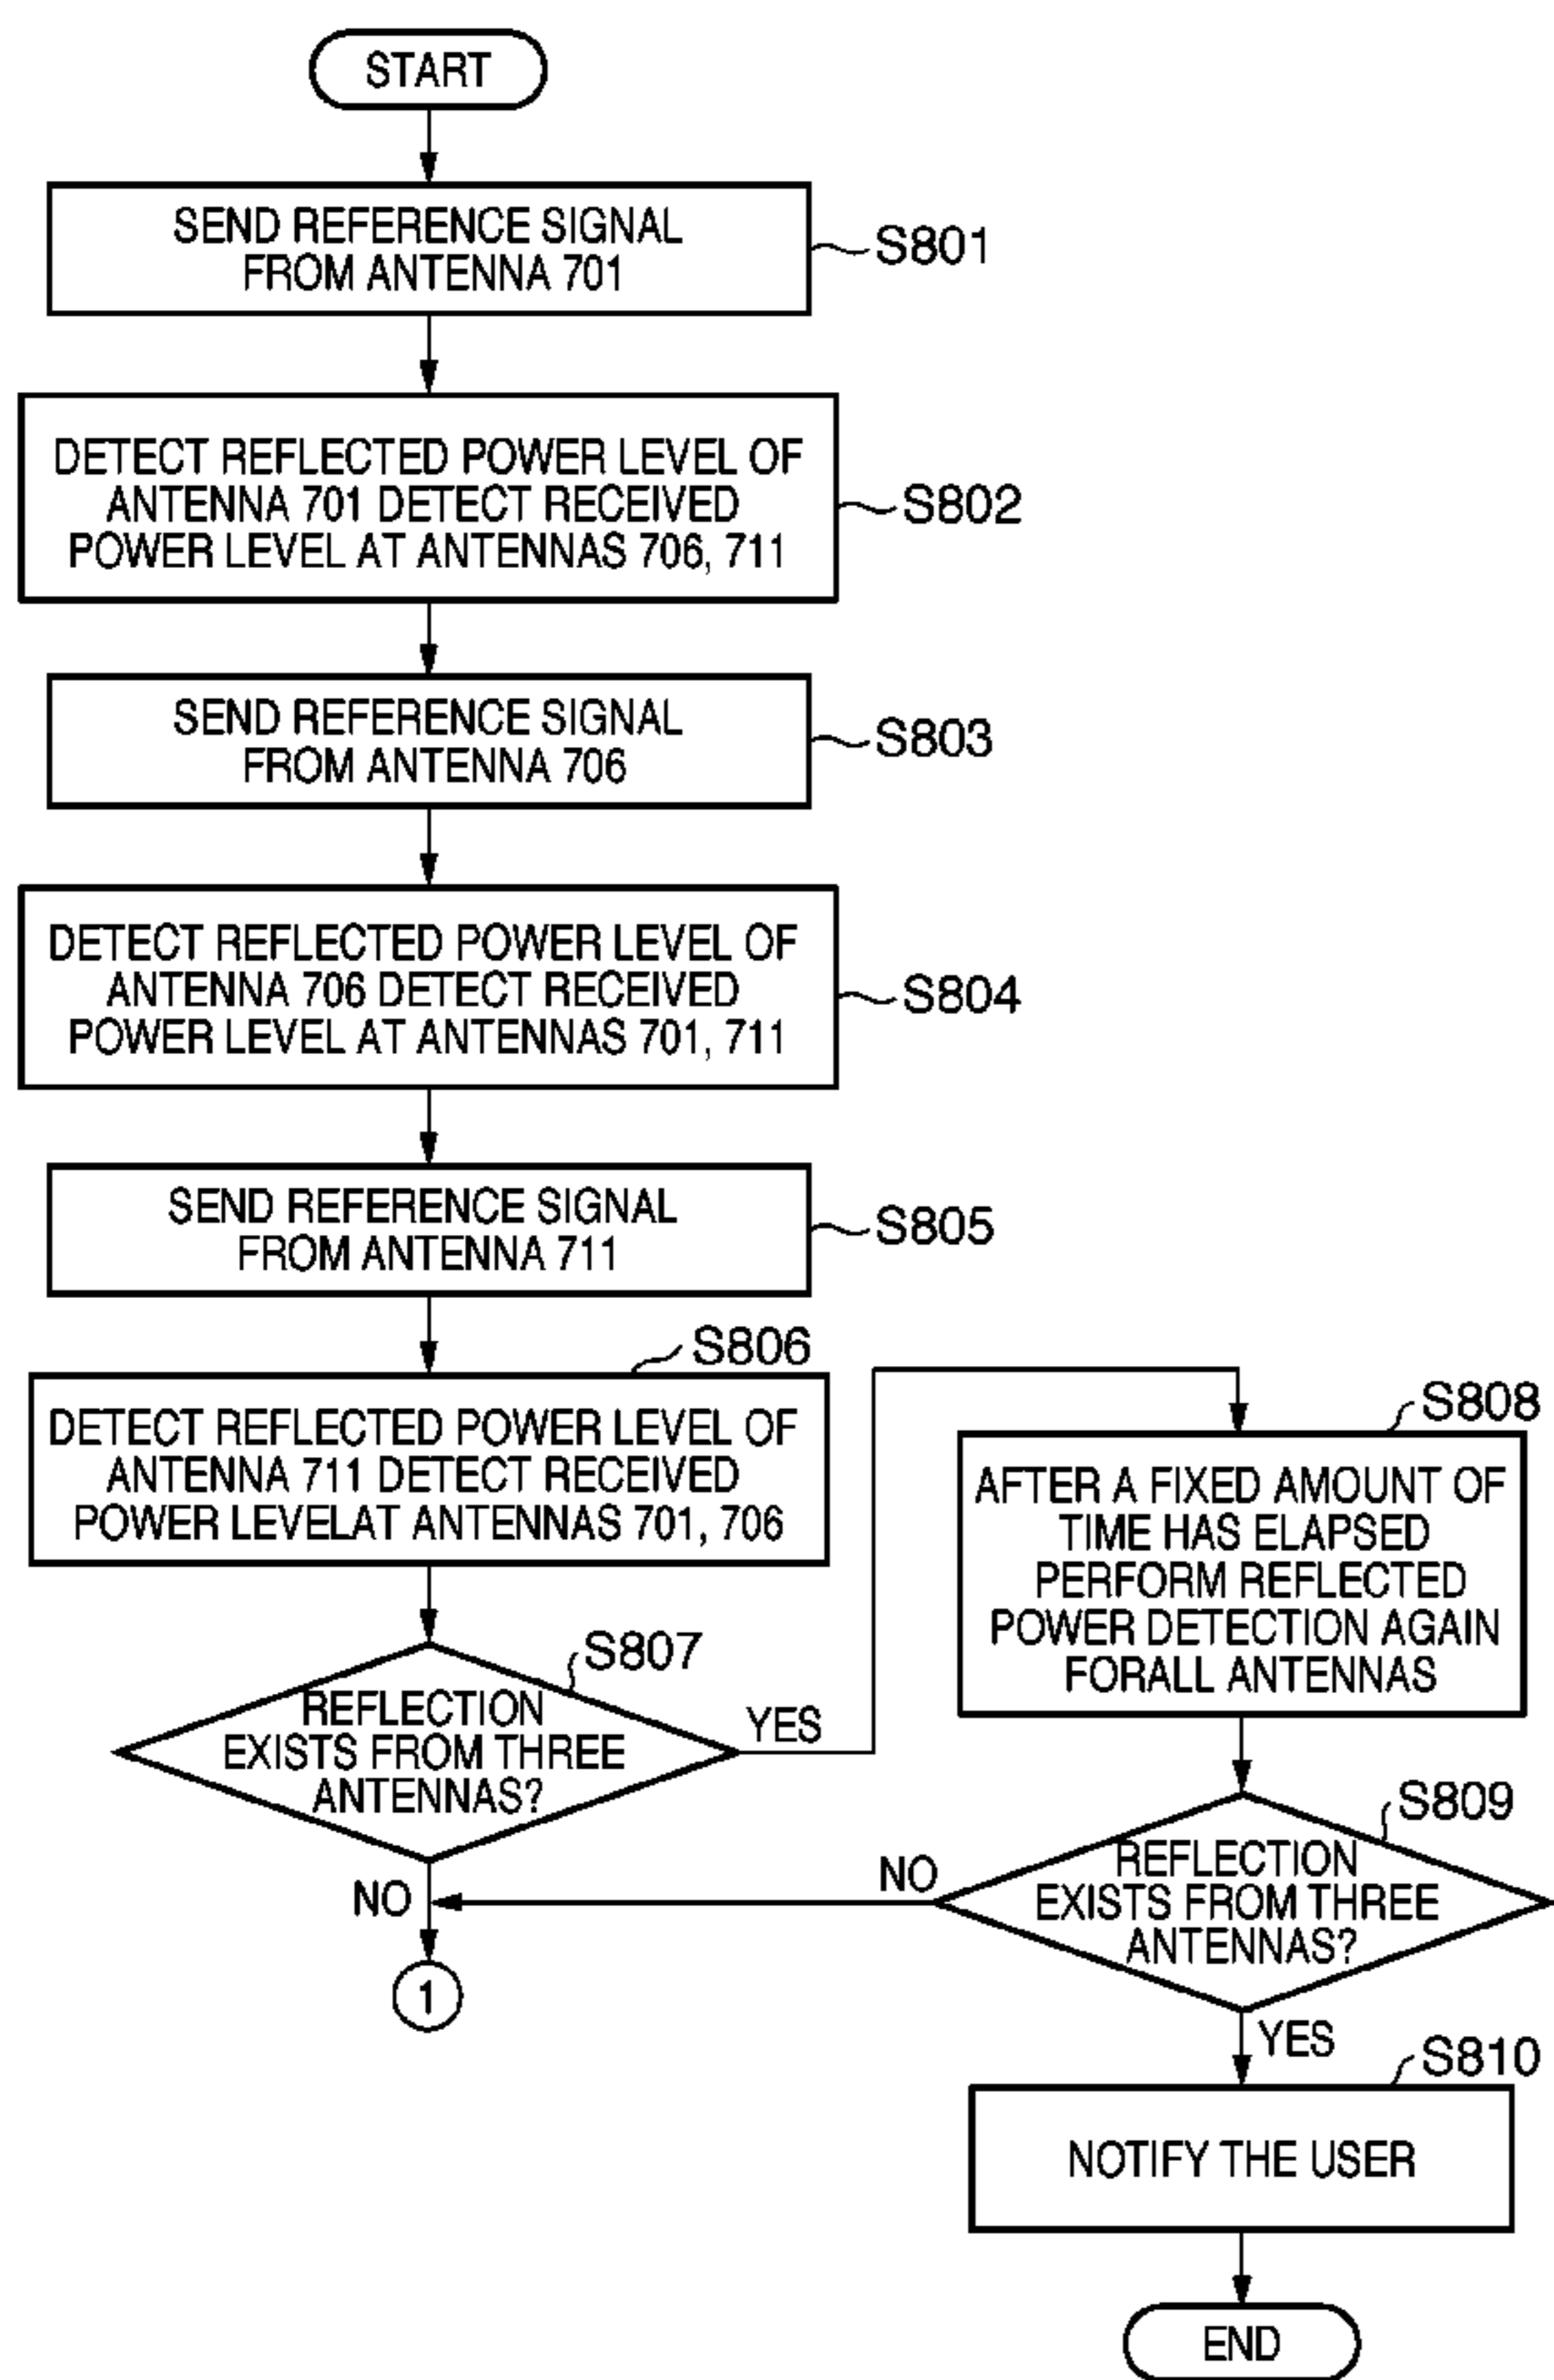 START
SEND REFERENCE SIGNAL
FROM ANTENNA 701
S801
DETECT REFLECTED POWER LEVEL OF
ANTENNA 701 DETECT RECEIVED
POWER LEVEL AT ANTENNAS 706, 711
S802
SEND REFERENCE SIGNAL
FROM ANTENNA 706
S803
DETECT REFLECTED POWER LEVEL OF
ANTENNA 706 DETECT RECEIVED
POWER LEVEL AT ANTENNAS 701, 711
S804
SEND REFERENCE SIGNAL
FROM ANTENNA 711
S805
S806
DETECT REFLECTED POWER LEVEL OF
ANTENNA 711 DETECT RECEIVED
POWER LEVELAT ANTENNAS 701, 706
S807
REFLECTION
EXISTS FROM THREE
ANTENNAS?
YES
NO
1
S808
AFTER A FIXED AMOUNT OF
TIME HAS ELAPSED
PERFORM REFLECTED
POWER DETECTION AGAIN
FORALL ANTENNAS
S809
REFLECTION
EXISTS FROM THREE
ANTENNAS?
NO
YES
S810
NOTIFY THE USER
END